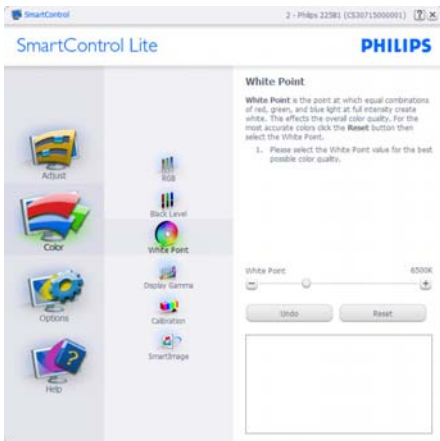 SmartControl
2 - Philips 225B1 (CS30715000001)
SmartControl Lite
PHILIPS
Adjust
Color
Options
Help
RGB
Black Level
White Point
Display Gamma
Calibration
SmartImage
White Point
White Point is the point at which equal combinations
of red, green, and blue light at full intensity create
white. This effects the overall color quality. For the
most accurate colors click the Reset button then
select the White Point.
1. Please select the White Point value for the best
possible color quality.
White Point
6500K
Undo
Reset